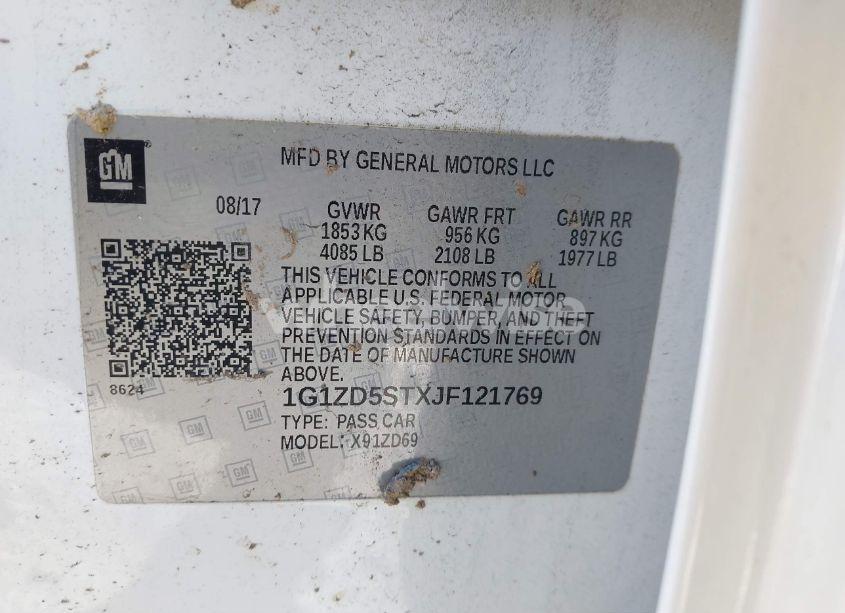 GM
MFD BY GENERAL MOTORS LLC
08/17 GVWR GAWR FRT GAWR RR
1853 KG 956 KG 897 KG
4085 LB 2108 LB 1977 LB
THIS VEHICLE CONFORMS TO ALL
APPLICABLE U.S. FEDERAL MOTOR
VEHICLE SAFETY, BUMPER, AND THEFT
PREVENTION STANDARDS IN EFFECT ON
THE DATE OF MANUFACTURE SHOWN
ABOVE.
8624
1G1ZD5STXJF121769
TYPE: PASS CAR
MODEL: X91ZD69